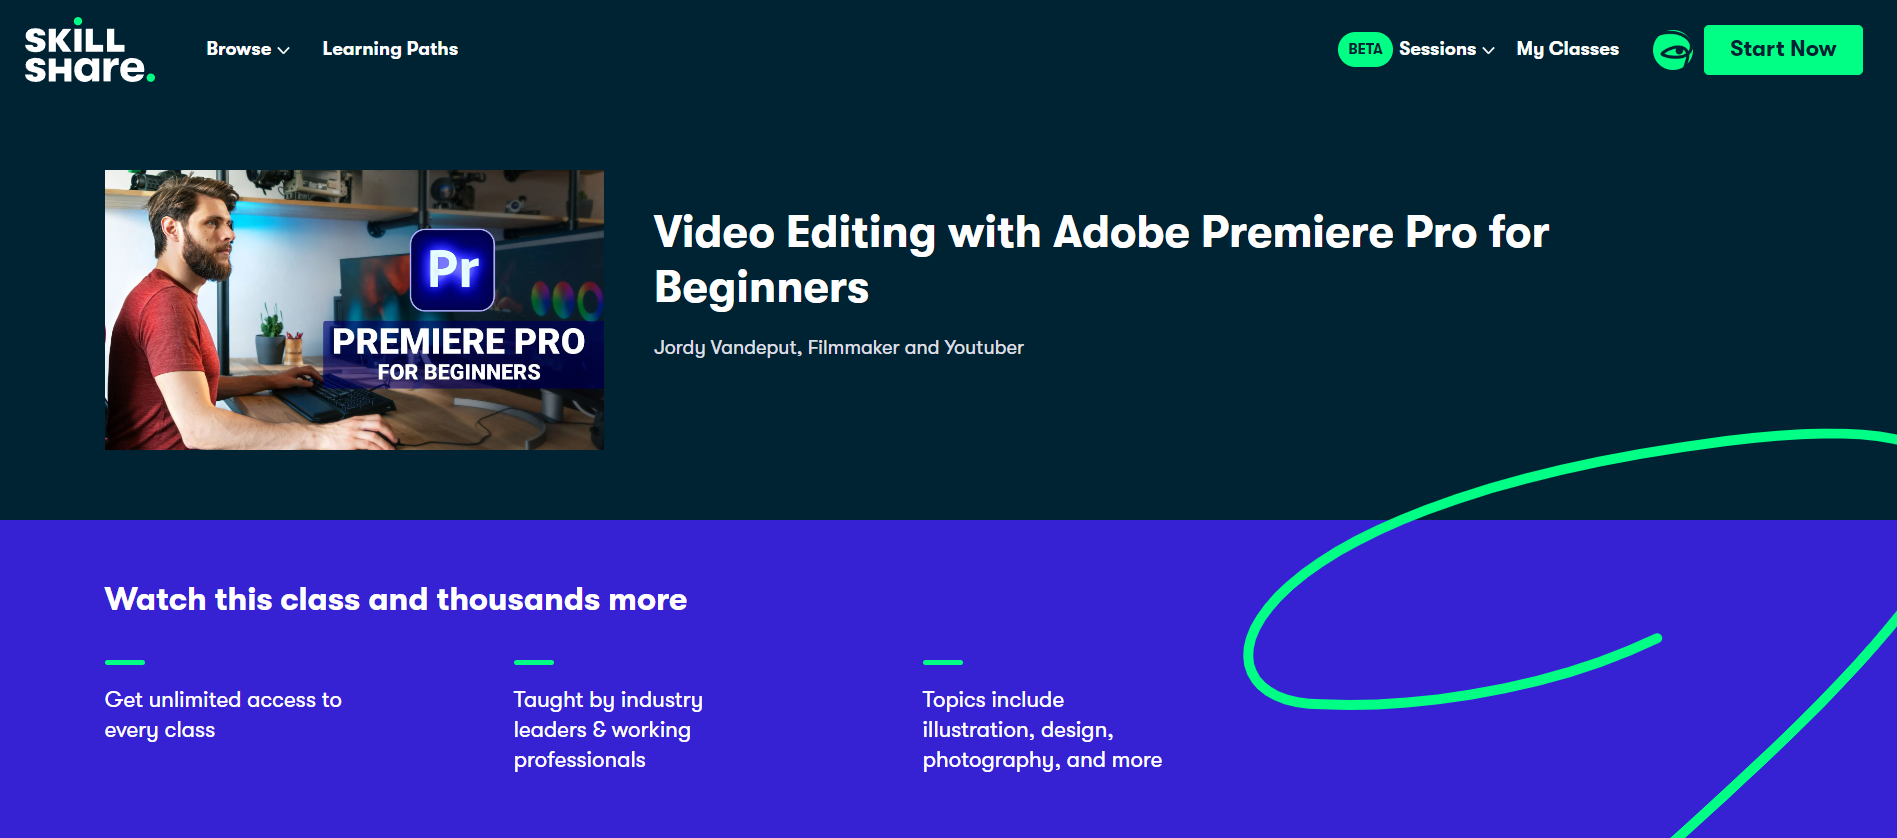 SKILL
SHare.
Browse
Learning Paths
BETA
Sessions
My Classes
Start Now
Pr
PREMIERE PRO
FOR BEGINNERS
Video Editing with Adobe Premiere Pro for
Beginners
Jordy Vandeput, Filmmaker and Youtuber
Watch this class and thousands more
Get unlimited access to
every class
Taught by industry
leaders & working
professionals
Topics include
illustration, design,
photography, and more